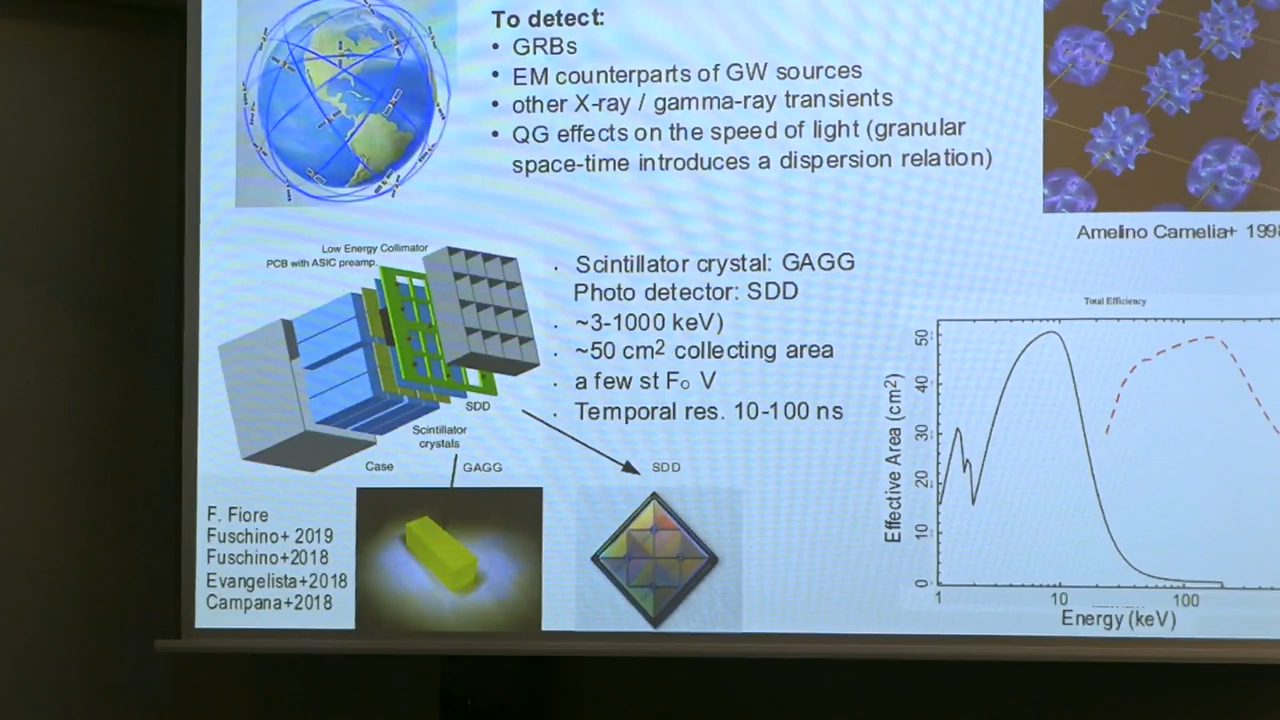 To detect:
• GRBs
• EM counterparts of GW sources
• other X-ray / gamma-ray transients
• QG effects on the speed of light (granular
space-time introduces a dispersion relation)
Amelino Camelia+ 1998
Low Energy Collimator
PCB with ASIC preamp.
SDD
Scintillator
crystals
Case
GAGG
SDD
· Scintillator crystal: GAGG
Photo detector: SDD
· ~3-1000 keV)
· ~50 cm² collecting area
· a few st Fo V
· Temporal res. 10-100 ns
F. Fiore
Fuschino+ 2019
Fuschino+2018
Evangelista+2018
Campana+2018
Total Efficiency
Effective Area (cm²)
50
40
30
20
10
0
1 10 100
Energy (keV)